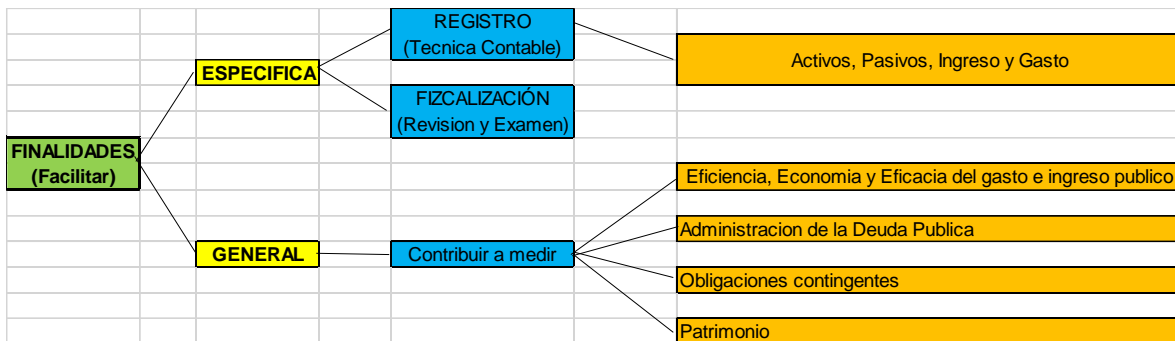 REGISTRO
(Tecnica Contable)
Activos, Pasivos, Ingreso y Gasto
ESPECIFICA
FIZCALIZACIÓN
(Revision y Examen)
FINALIDADES
(Facilitar)
Eficiencia, Economia y Eficacia del gasto e ingreso publico
Administracion de la Deuda Publica
GENERAL
Contribuir a medir
Obligaciones contingentes
Patrimonio